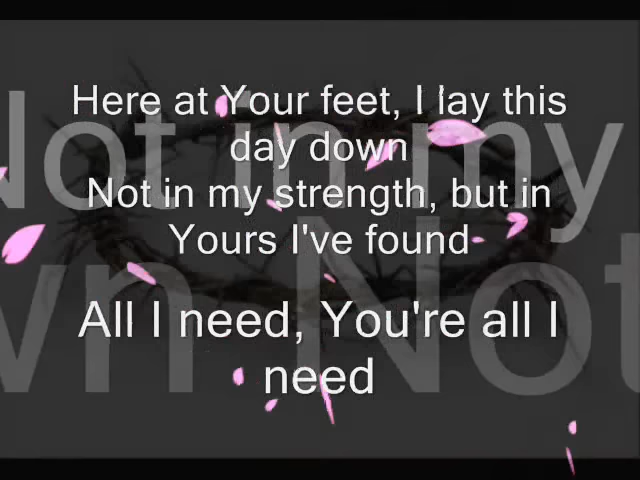 Here at Your feet, I lay this
day down
Not in my strength, but in
Yours I've found
All I need, You're all I
need
Not in my
wn Not